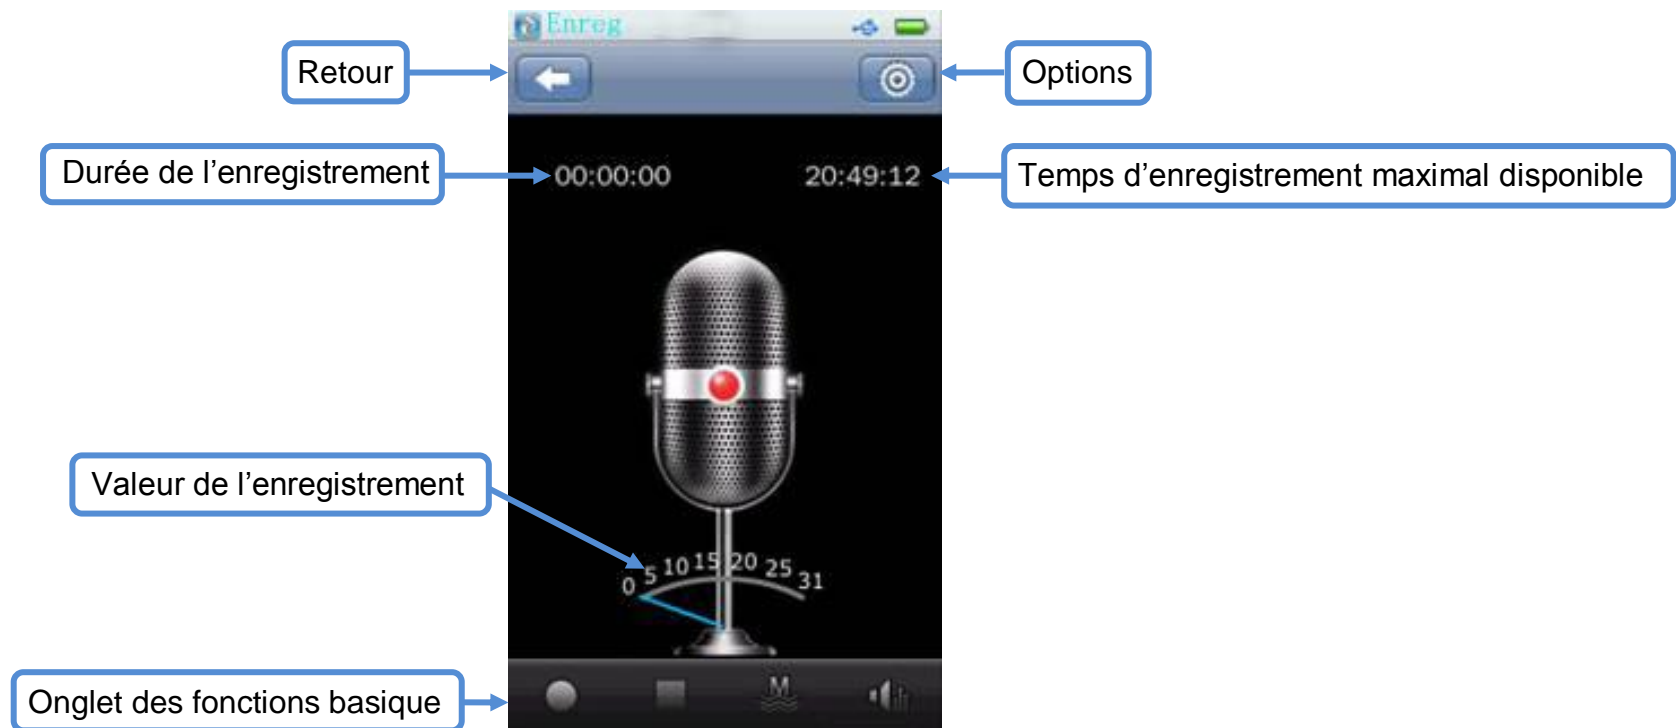 Enreg
Retour
Options
Durée de l’enregistrement
00:00:00
20:49:12
Temps d’enregistrement maximal disponible
Valeur de l’enregistrement
0 5 10 15 20 25 31
Onglet des fonctions basique
M